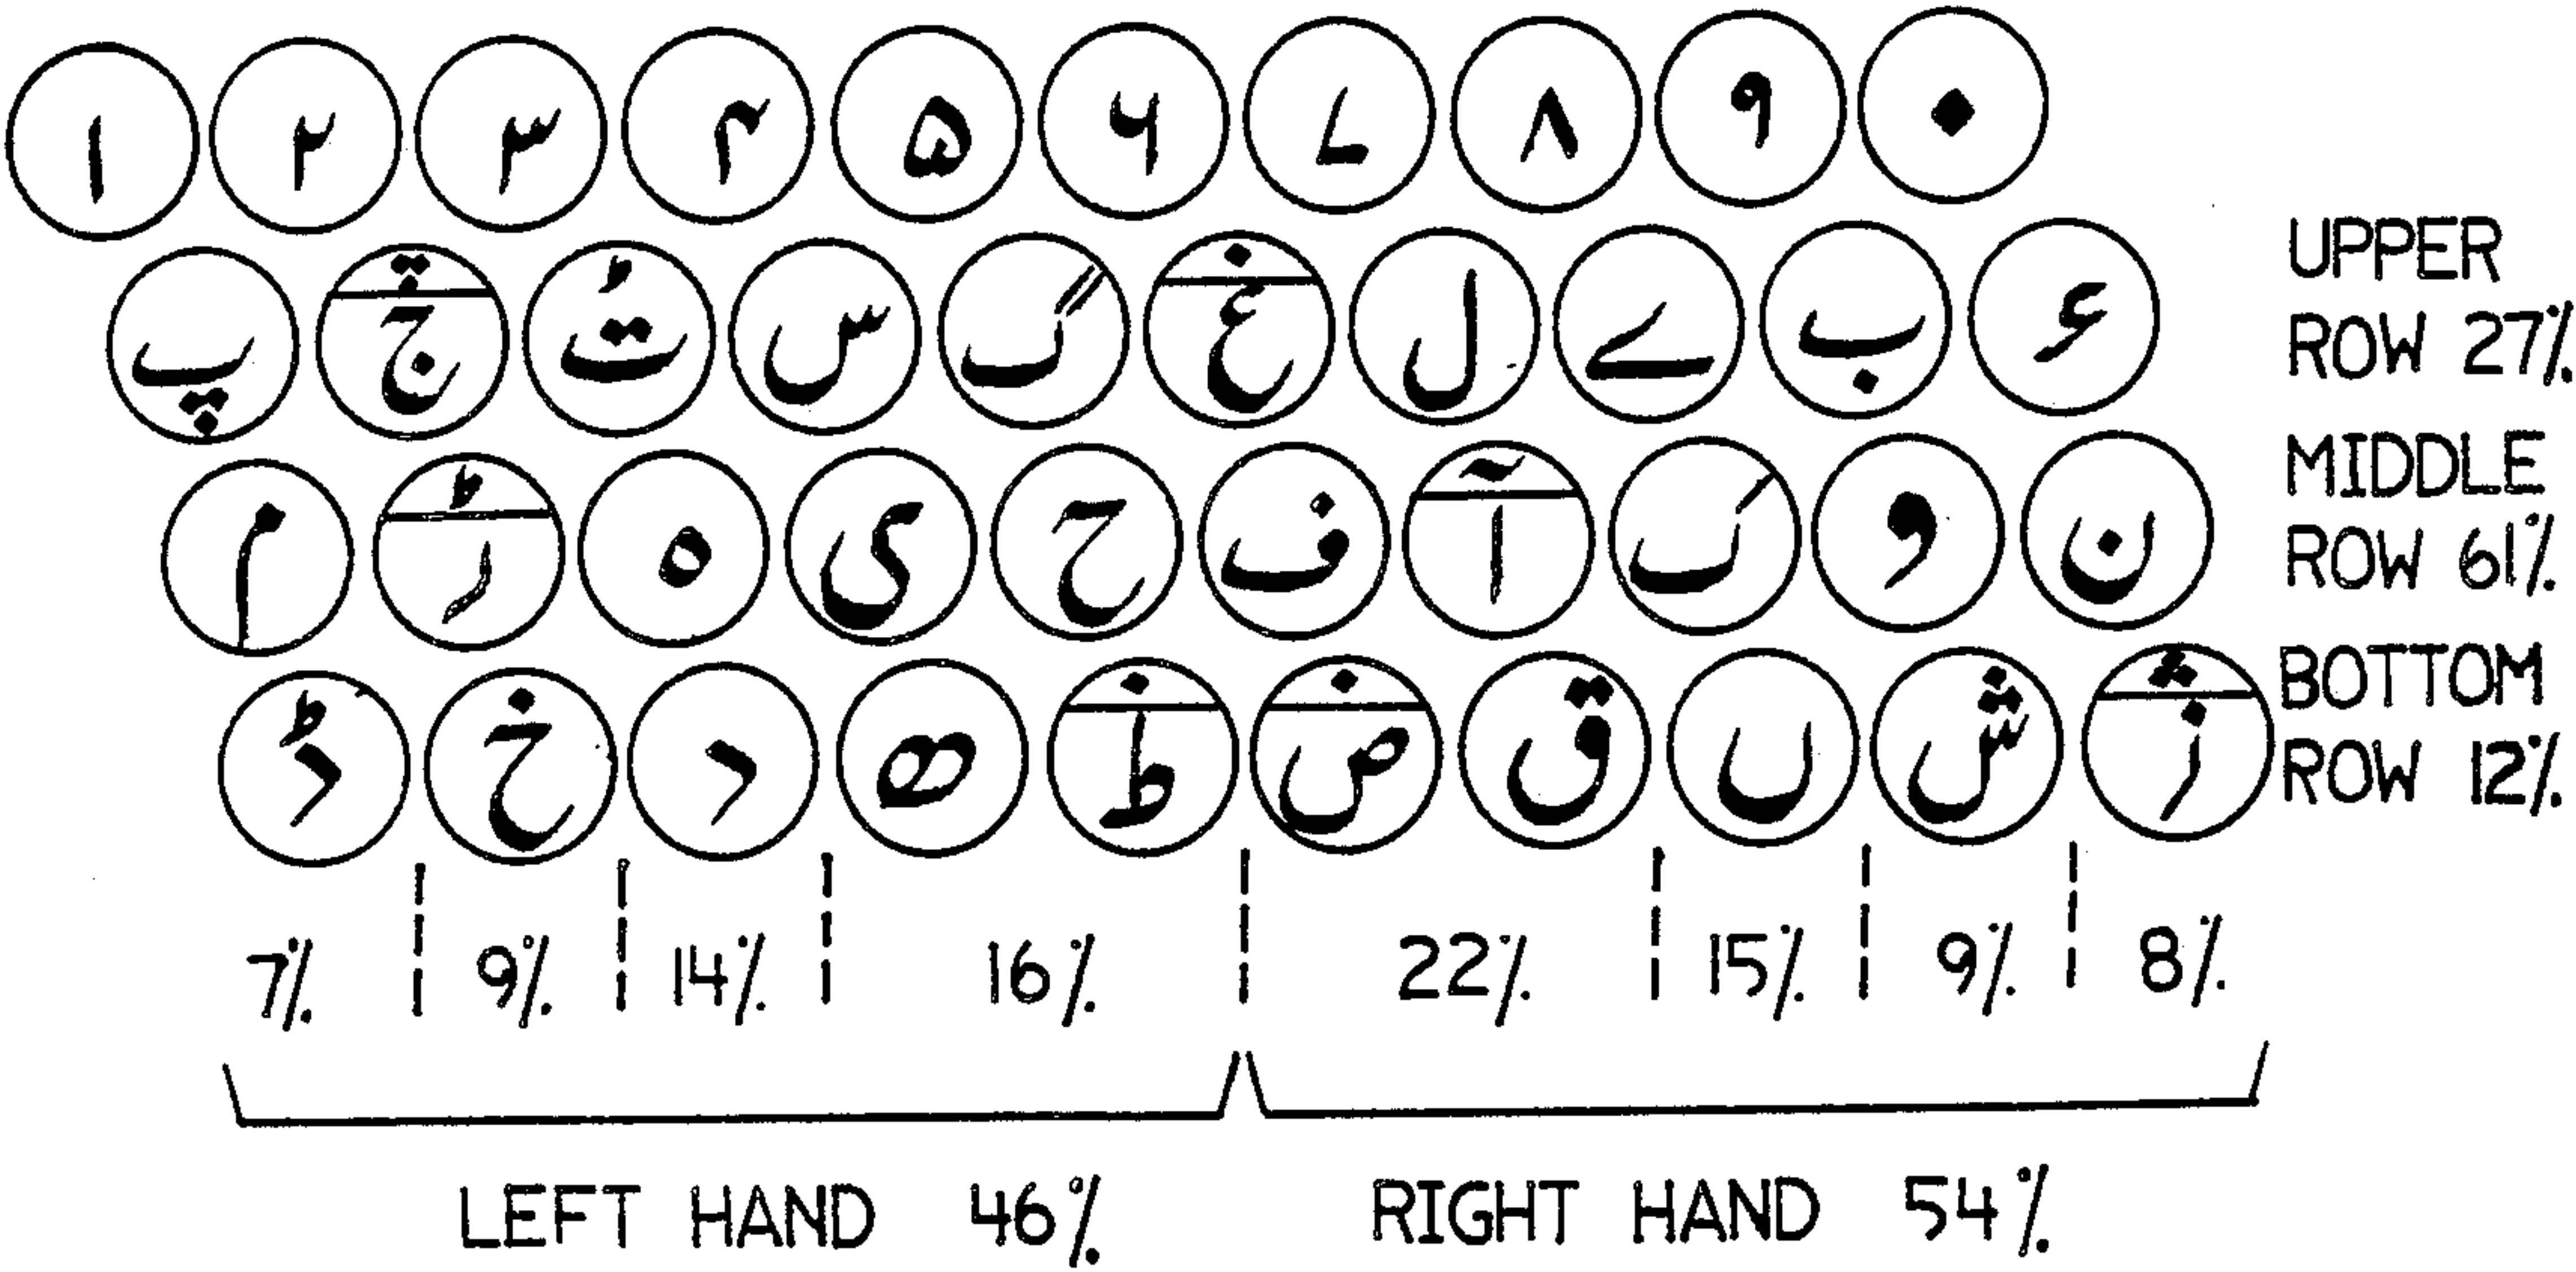 ۱ ۲ ۳ ۴ ۵ ۶ ۷ ۸ ۹ ۰
پ چ ج ٹ ت س گ غ ع ل ے ب ء UPPER ROW 27%
م ڑ ر ہ ی ح ف آ ا ک و ن MIDDLE ROW 61%
ڈ خ د ھ ظ ط ض ص ق ں ش ژ ز BOTTOM ROW 12%
7% 9% 14% 16% 22% 15% 9% 8%
LEFT HAND 46% RIGHT HAND 54%